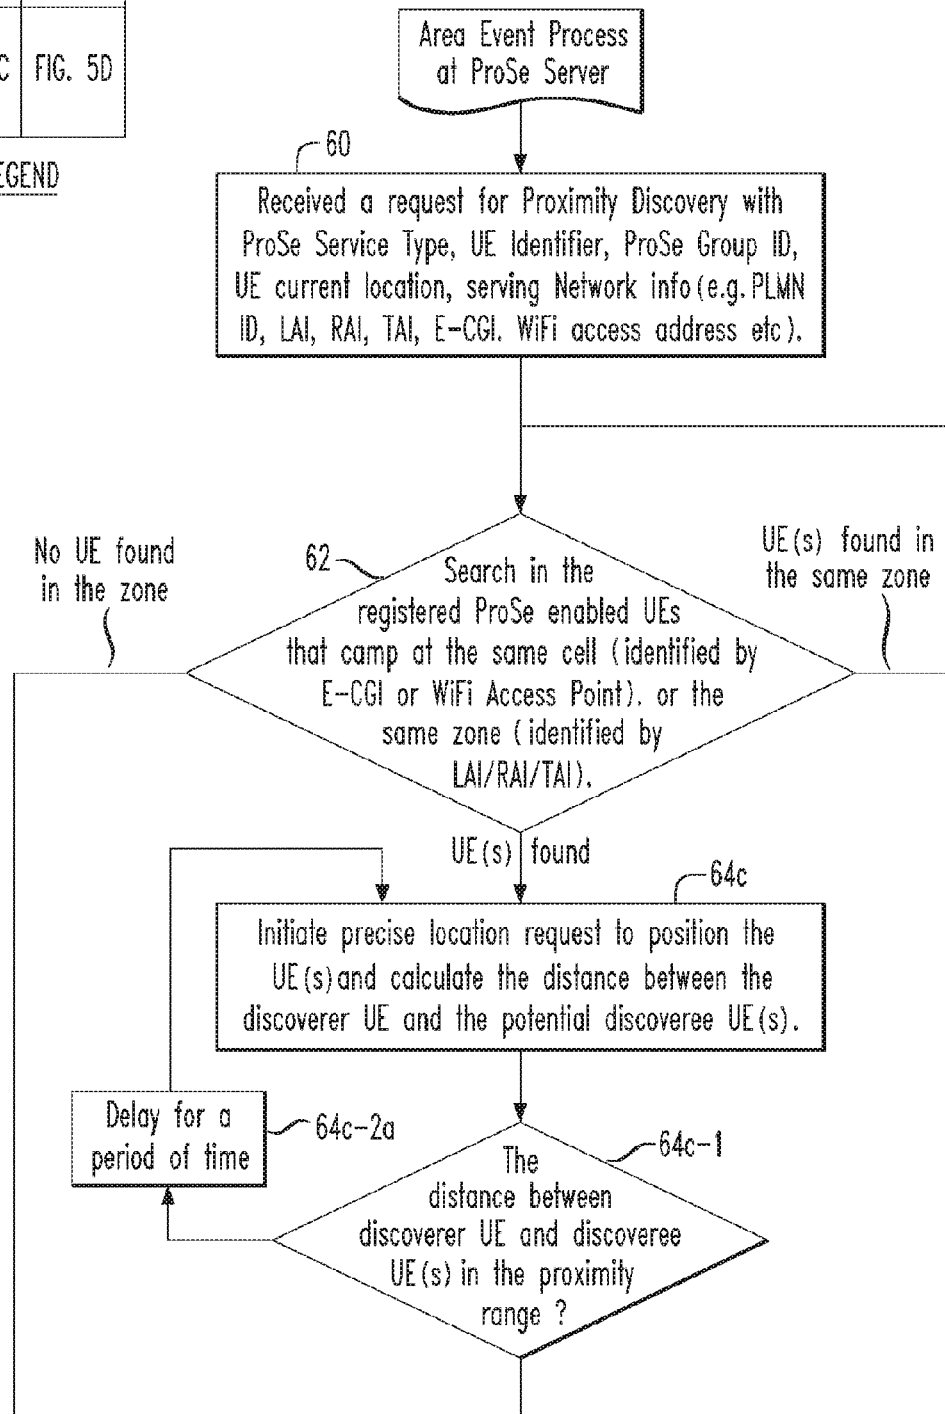 C
FIG. 5D
EGEND
Area Event Process
at ProSe Server
60
Received a request for Proximity Discovery with
ProSe Service Type, UE Identifier, ProSe Group ID,
UE current location, serving Network info (e.g. PLMN
ID, LAI, RAI, TAI, E-CGI. WiFi access address etc).
No UE found
in the zone
62
UE(s) found in
the same zone
Search in the
registered ProSe enabled UEs
that camp at the same cell (identified by
E-CGI or WiFi Access Point). or the
same zone (identified by
LAI/RAI/TAI).
UE(s) found
64c
Initiate precise location request to position the
UE(s) and calculate the distance between the
discoverer UE and the potential discoveree UE(s).
Delay for a
period of time
64c-2a
64c-1
The
distance between
discoverer UE and discoveree
UE(s) in the proximity
range ?